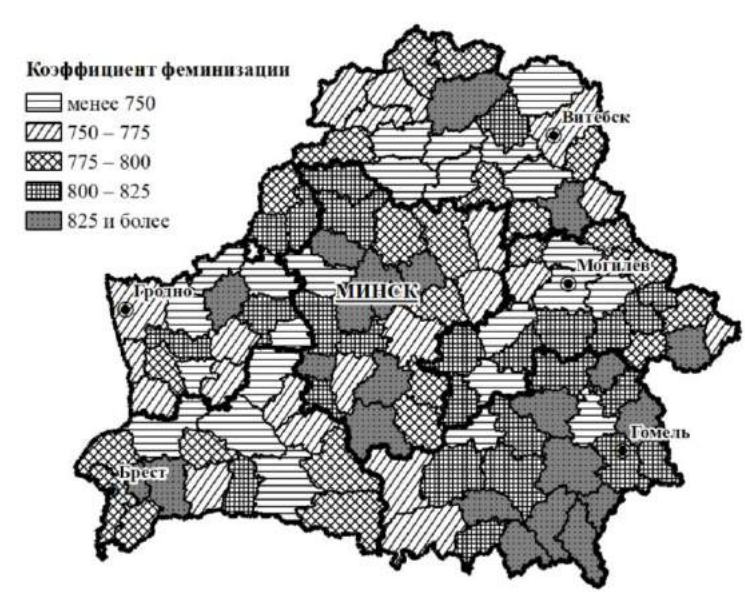 Коэффициент феминизации
менее 750
750 – 775
775 – 800
800 – 825
825 и более
Витебск
Могилев
Гродно
МИНСК
Гомель
Брест